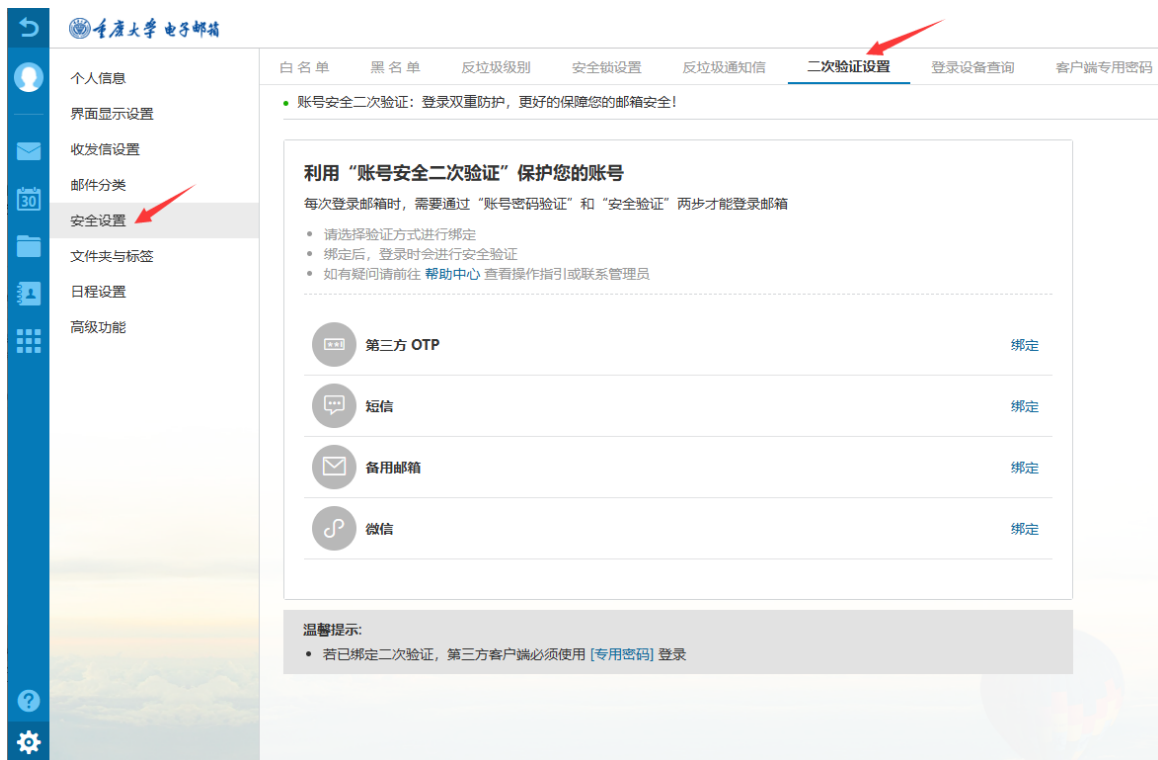 重庆大学 电子邮箱
个人信息
界面显示设置
收发信设置
30
邮件分类
安全设置
文件夹与标签
日程设置
高级功能
白 名 单 黑 名 单 反垃圾级别 安全锁设置 反垃圾通知信 二次验证设置 登录设备查询 客户端专用密码
账号安全二次验证：登录双重防护，更好的保障您的邮箱安全！
利用“账号安全二次验证”保护您的账号
每次登录邮箱时，需要通过“账号密码验证”和“安全验证”两步才能登录邮箱
请选择验证方式进行绑定
绑定后，登录时会进行安全验证
如有疑问请前往 帮助中心 查看操作指引或联系管理员
第三方 OTP 绑定
短信 绑定
备用邮箱 绑定
微信 绑定
温馨提示:
若已绑定二次验证，第三方客户端必须使用 [专用密码] 登录